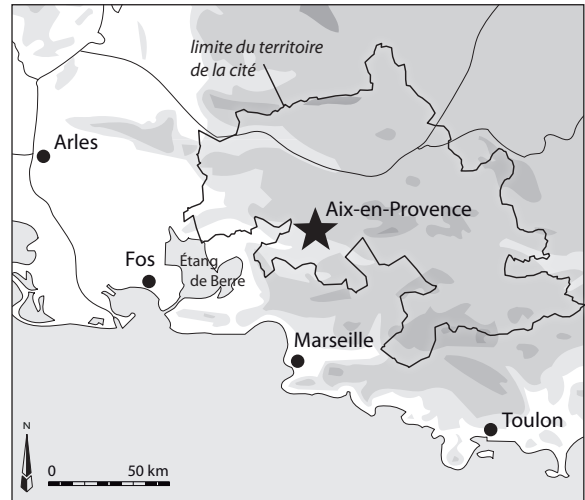 limite du territoire
de la cité
Arles
Aix-en-Provence
Fos
Étang
de Berre
Marseille
Toulon
N
0 50 km